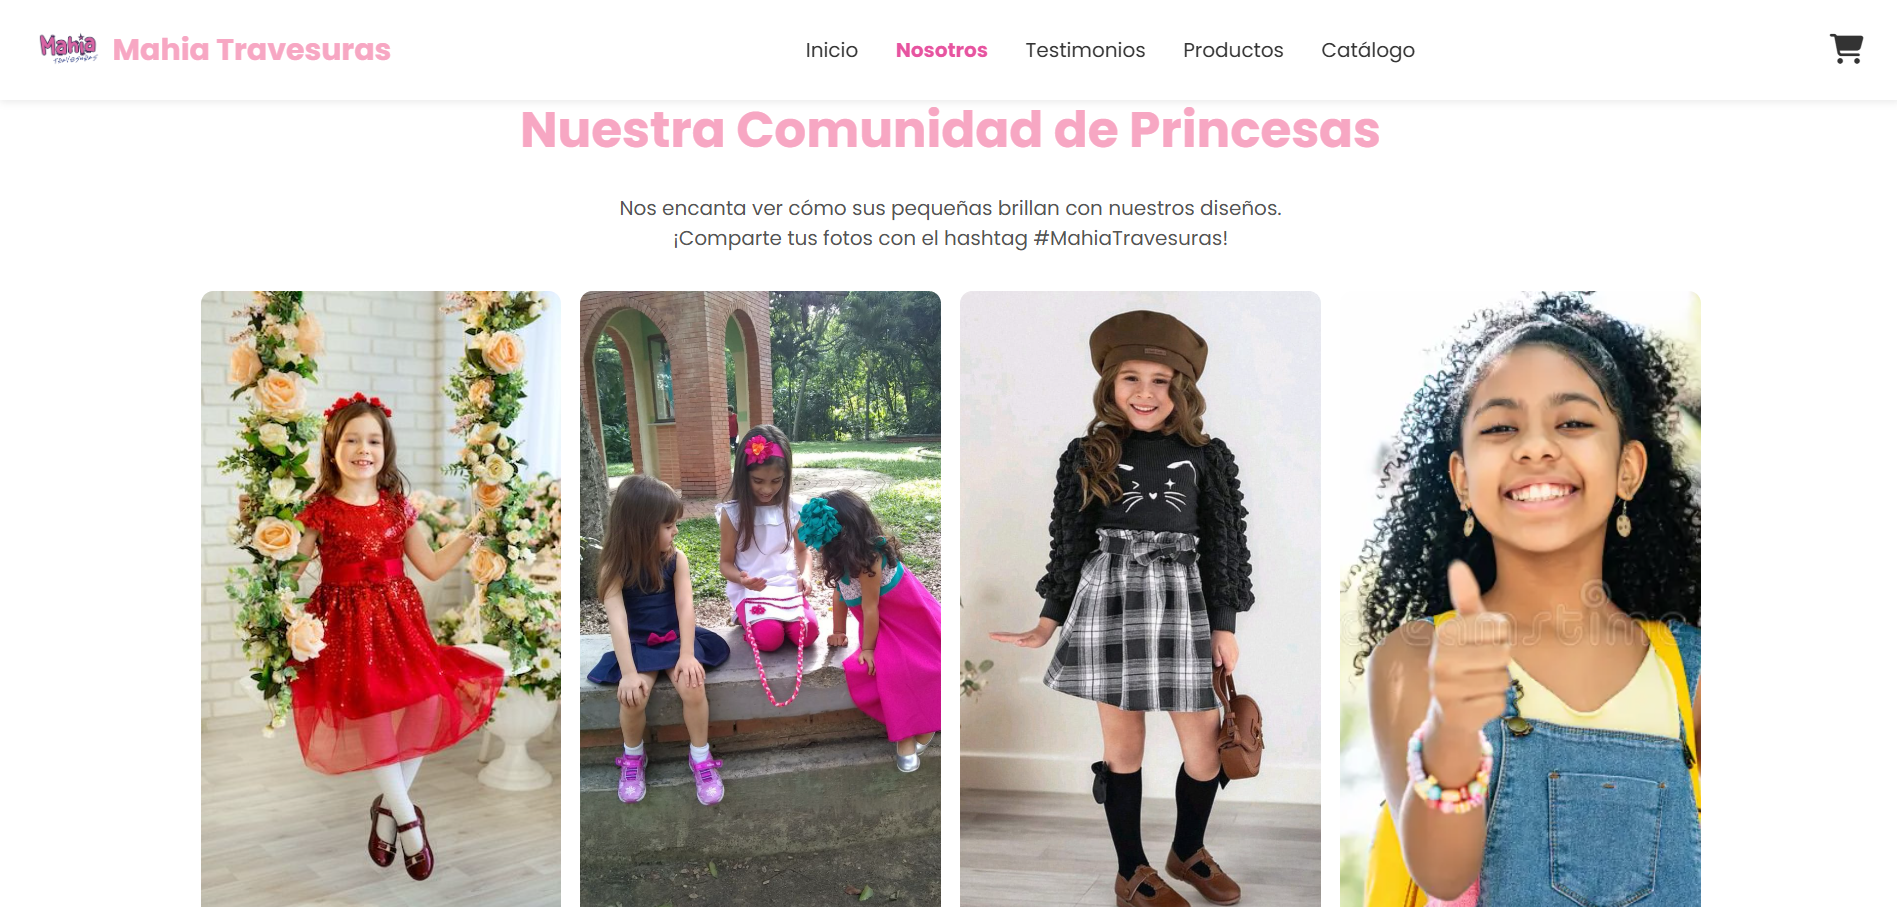 Mahia
TRAVESURAS
Mahia Travesuras
Inicio
Nosotros
Testimonios
Productos
Catálogo
Nuestra Comunidad de Princesas
Nos encanta ver cómo sus pequeñas brillan con nuestros diseños.
¡Comparte tus fotos con el hashtag #MahiaTravesuras!
dreamstime